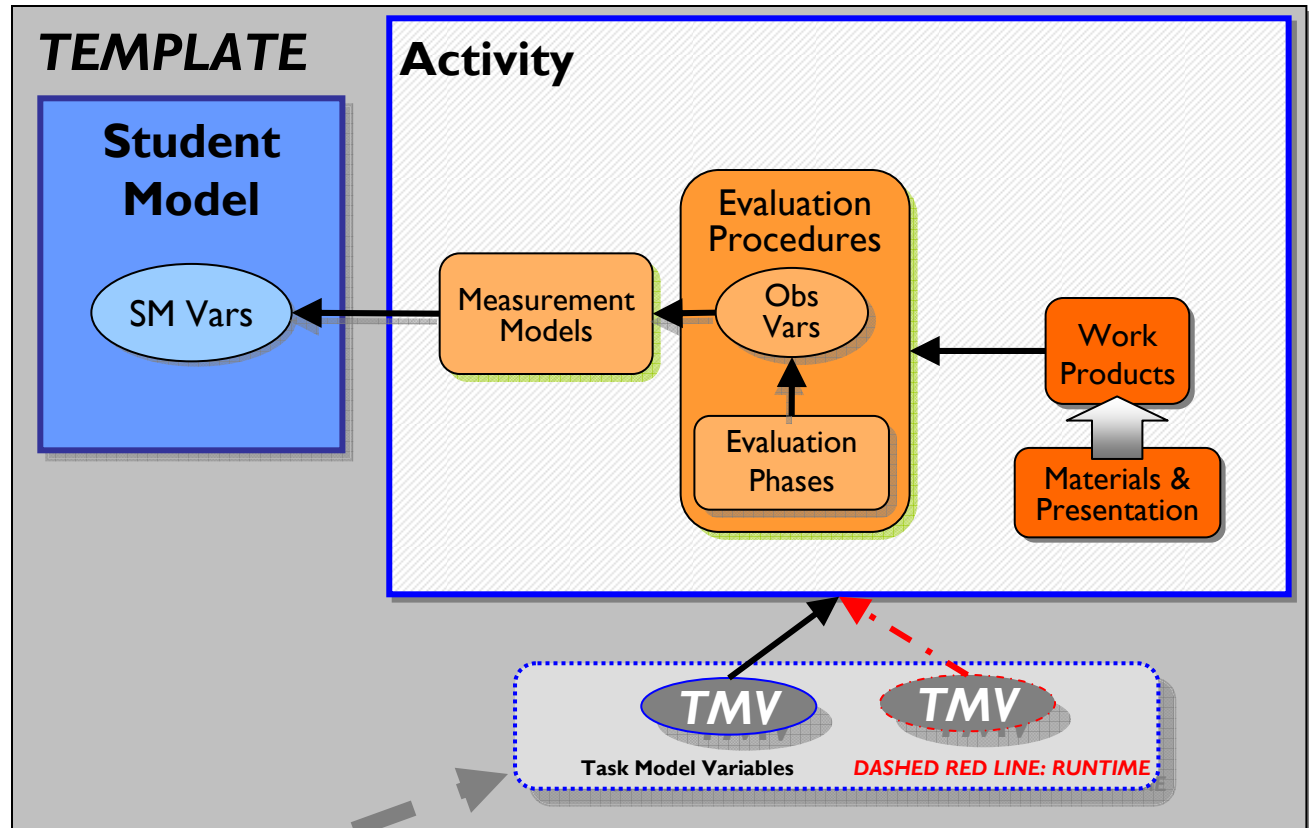 TEMPLATE
Activity
Student
Model
SM Vars
Measurement
Models
Evaluation
Procedures
Obs
Vars
Evaluation
Phases
Work
Products
Materials &
Presentation
TMV
TMV
Task Model Variables
DASHED RED LINE: RUNTIME